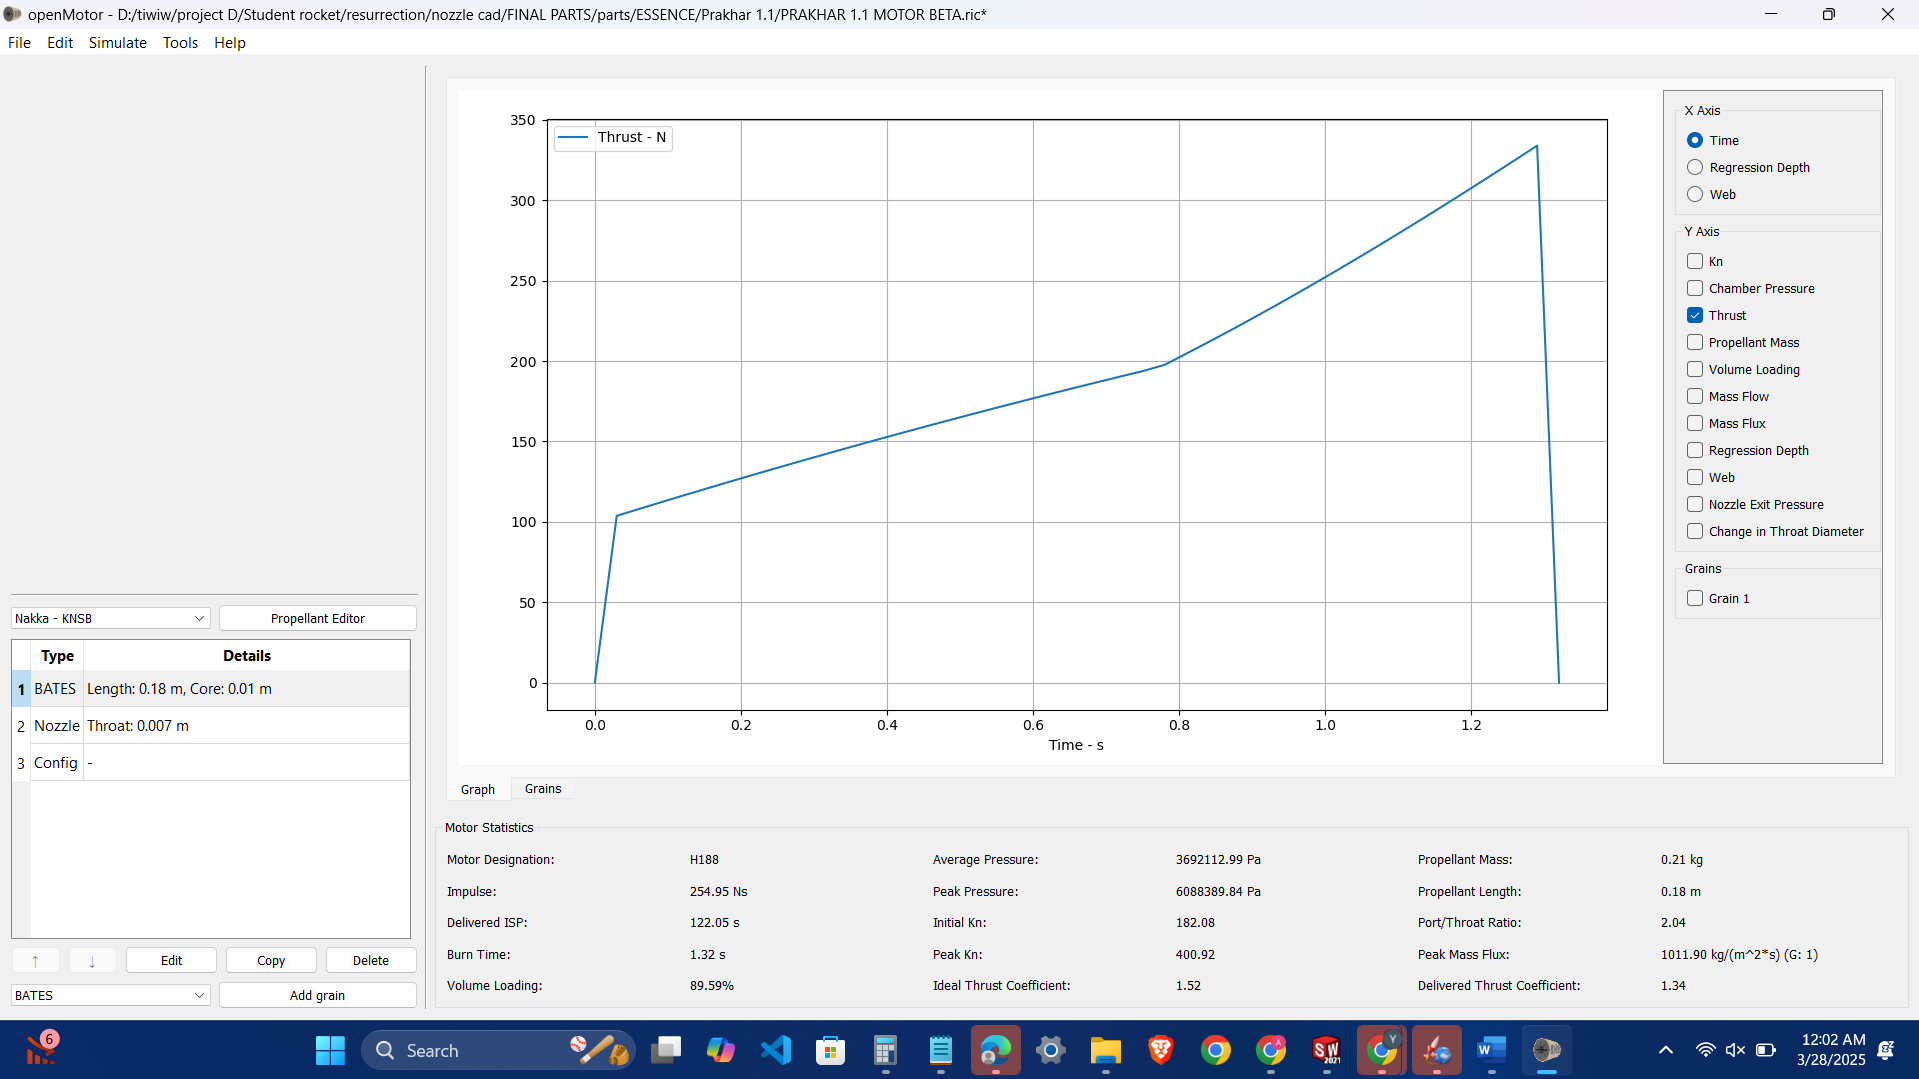 openMotor - D:/tiwiw/project D/Student rocket/resurrection/nozzle cad/FINAL PARTS/parts/ESSENCE/Prakhar 1.1/PRAKHAR 1.1 MOTOR BETA.ric*
File Edit Simulate Tools Help
Nakka - KNSB
Propellant Editor
Type Details
1 BATES Length: 0.18 m, Core: 0.01 m
2 Nozzle Throat: 0.007 m
3 Config -
↑ ↓ Edit Copy Delete
BATES
Add grain
Thrust - N
350
300
250
200
150
100
50
0
0.0 0.2 0.4 0.6 0.8 1.0 1.2
Time - s
X Axis
Time
Regression Depth
Web
Y Axis
Kn
Chamber Pressure
Thrust
Propellant Mass
Volume Loading
Mass Flow
Mass Flux
Regression Depth
Web
Nozzle Exit Pressure
Change in Throat Diameter
Grains
Grain 1
Graph Grains
Motor Statistics
Motor Designation: H188 Average Pressure: 3692112.99 Pa Propellant Mass: 0.21 kg
Impulse: 254.95 Ns Peak Pressure: 6088389.84 Pa Propellant Length: 0.18 m
Delivered ISP: 122.05 s Initial Kn: 182.08 Port/Throat Ratio: 2.04
Burn Time: 1.32 s Peak Kn: 400.92 Peak Mass Flux: 1011.90 kg/(m^2*s) (G: 1)
Volume Loading: 89.59% Ideal Thrust Coefficient: 1.52 Delivered Thrust Coefficient: 1.34
6
Search
A
SW
2021
Y
W
12:02 AM
3/28/2025